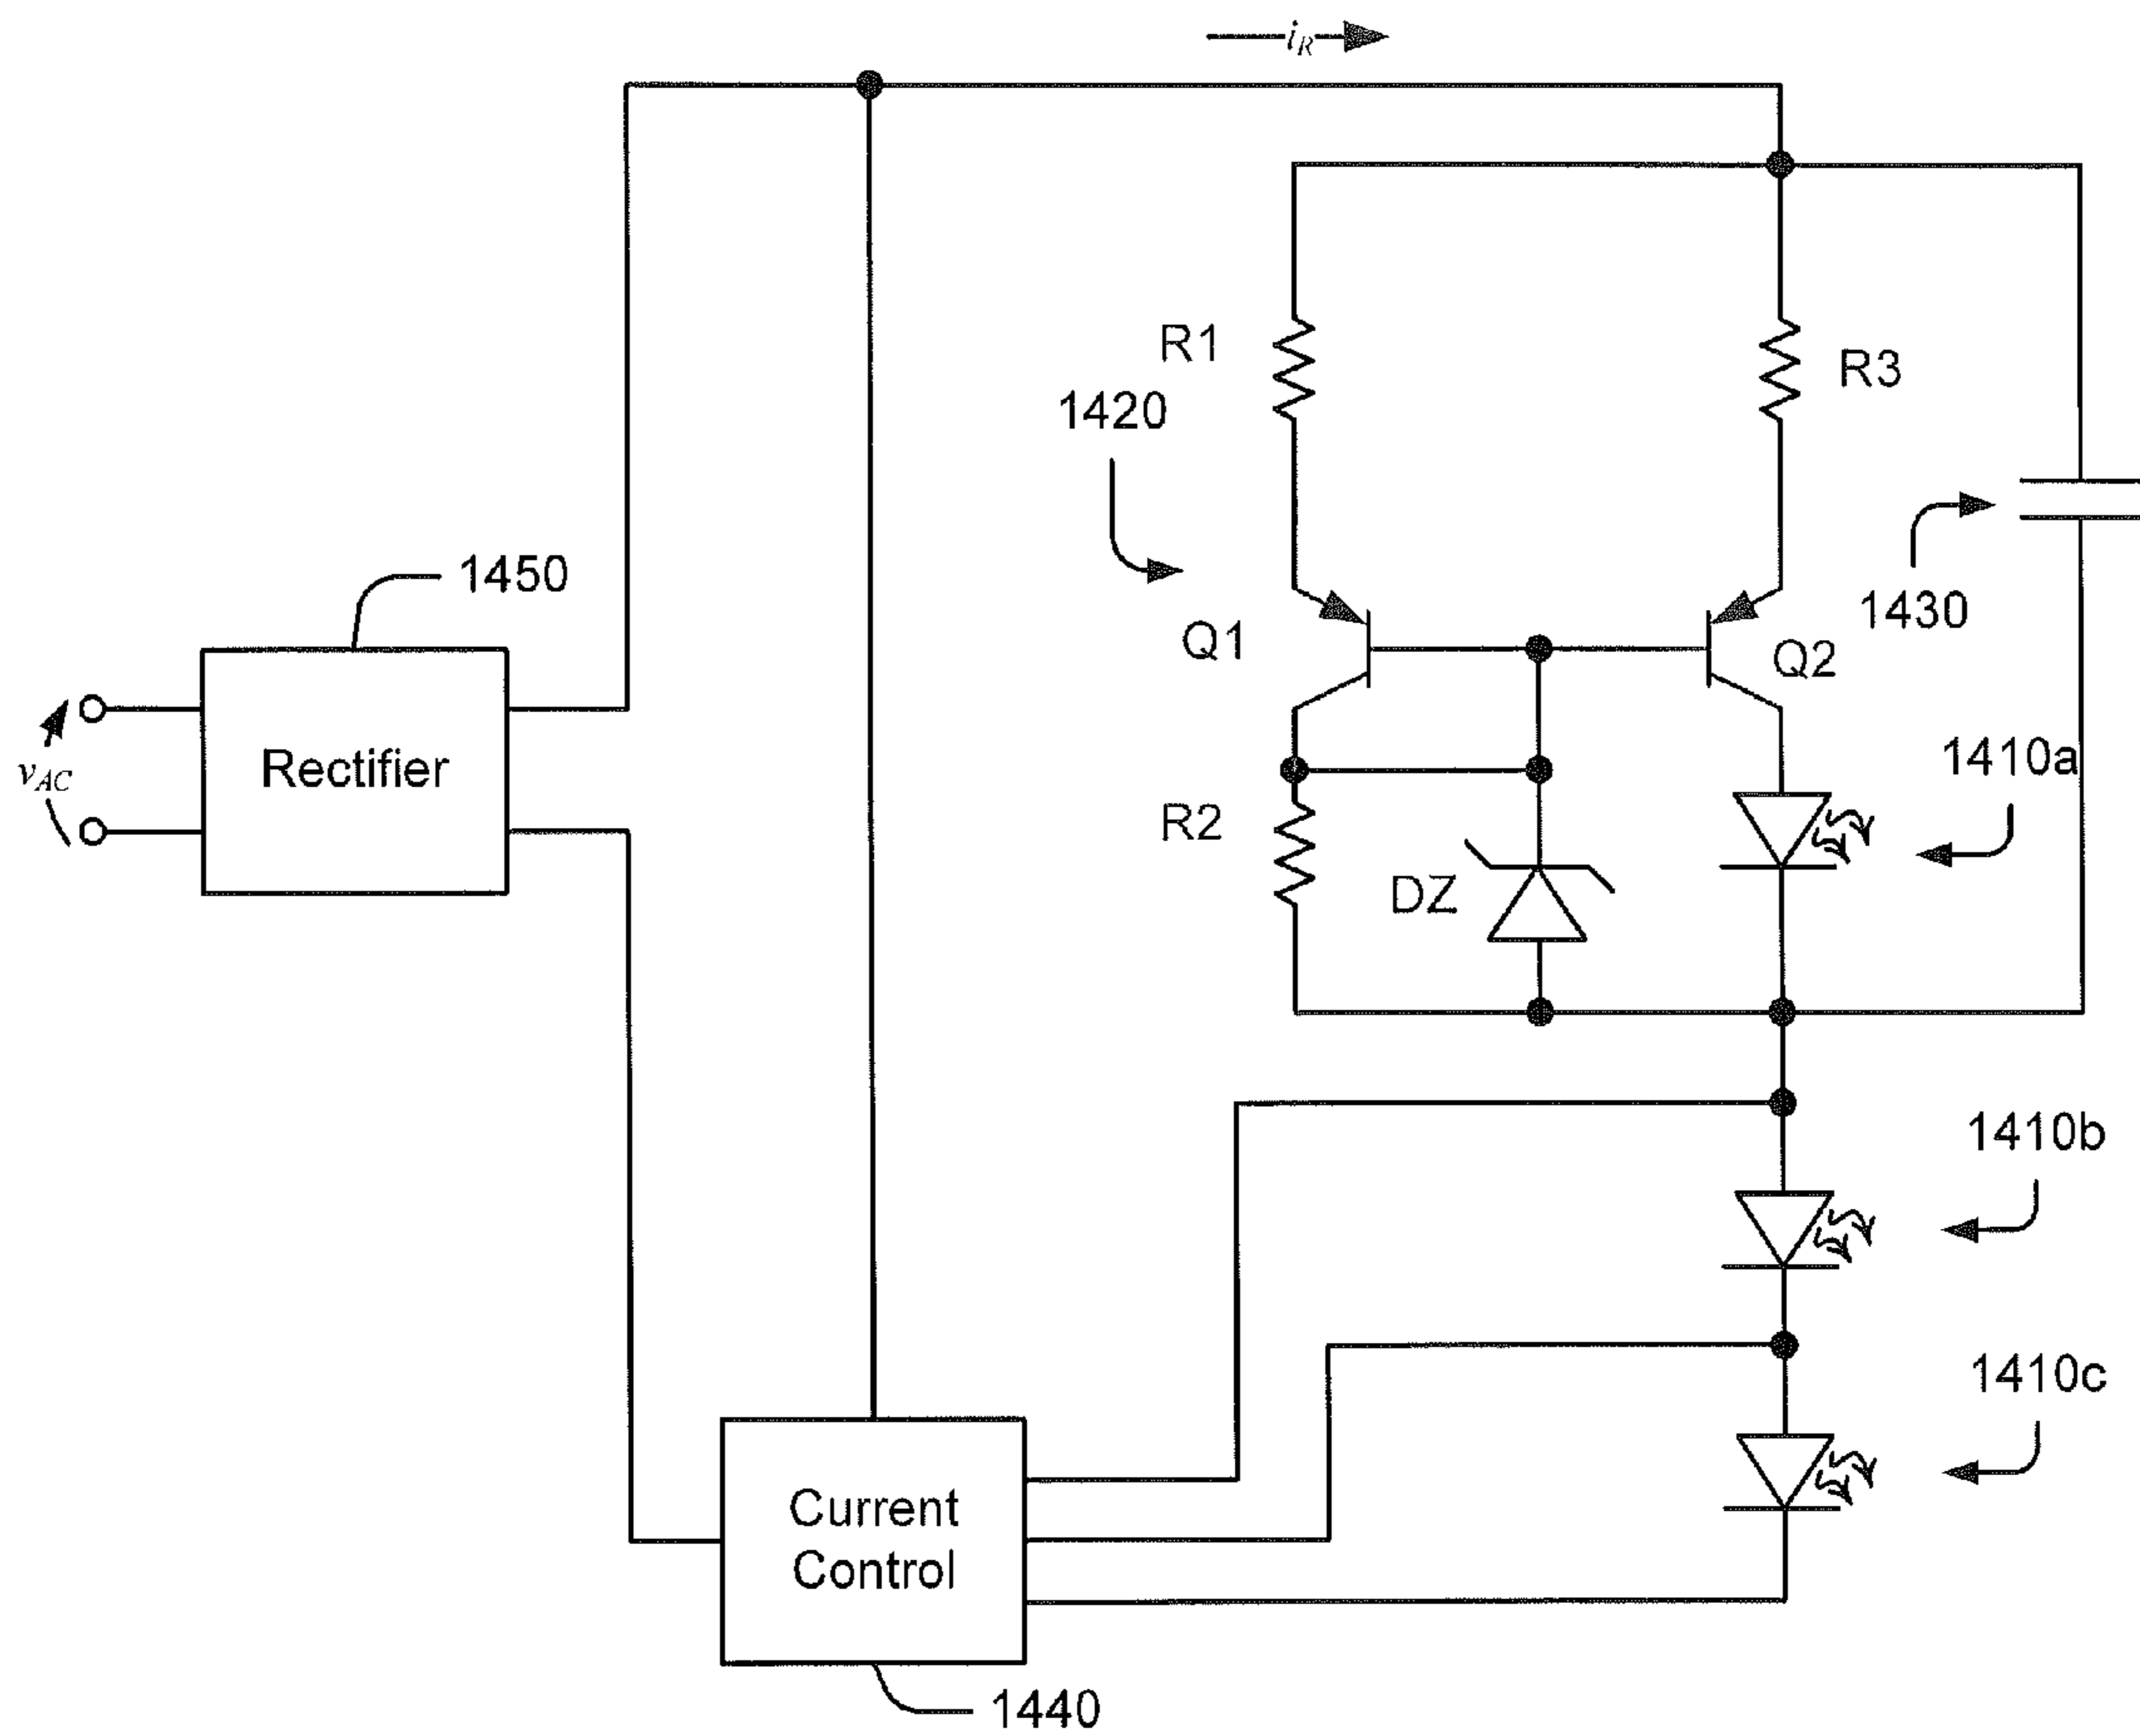 iR
R1
R3
1420
1450
1430
Q1
Q2
vAC
Rectifier
1410a
R2
DZ
1410b
1410c
Current
Control
1440